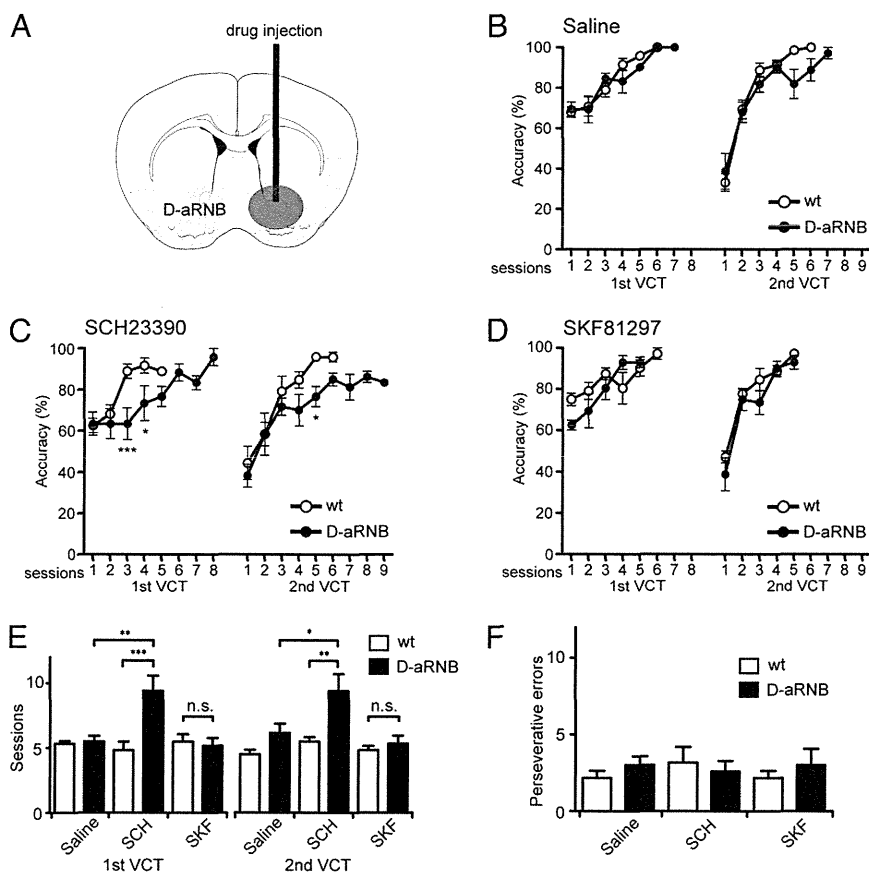 A
drug injection
D-aRNB
B
Saline
Accuracy (%)
100
80
60
40
20
0
wt
D-aRNB
sessions
1 2 3 4 5 6 7 8
1st VCT
1 2 3 4 5 6 7 8 9
2nd VCT
C
SCH23390
Accuracy (%)
100
80
60
40
20
0
***
*
*
wt
D-aRNB
sessions
1 2 3 4 5 6 7 8
1st VCT
1 2 3 4 5 6 7 8 9
2nd VCT
D
SKF81297
Accuracy (%)
100
80
60
40
20
0
wt
D-aRNB
sessions
1 2 3 4 5 6 7 8
1st VCT
1 2 3 4 5 6 7 8 9
2nd VCT
E
Sessions
10
5
0
**
***
n.s.
*
**
n.s.
wt
D-aRNB
Saline
SCH
SKF
1st VCT
Saline
SCH
SKF
2nd VCT
F
Perseverative errors
10
5
0
wt
D-aRNB
Saline
SCH
SKF